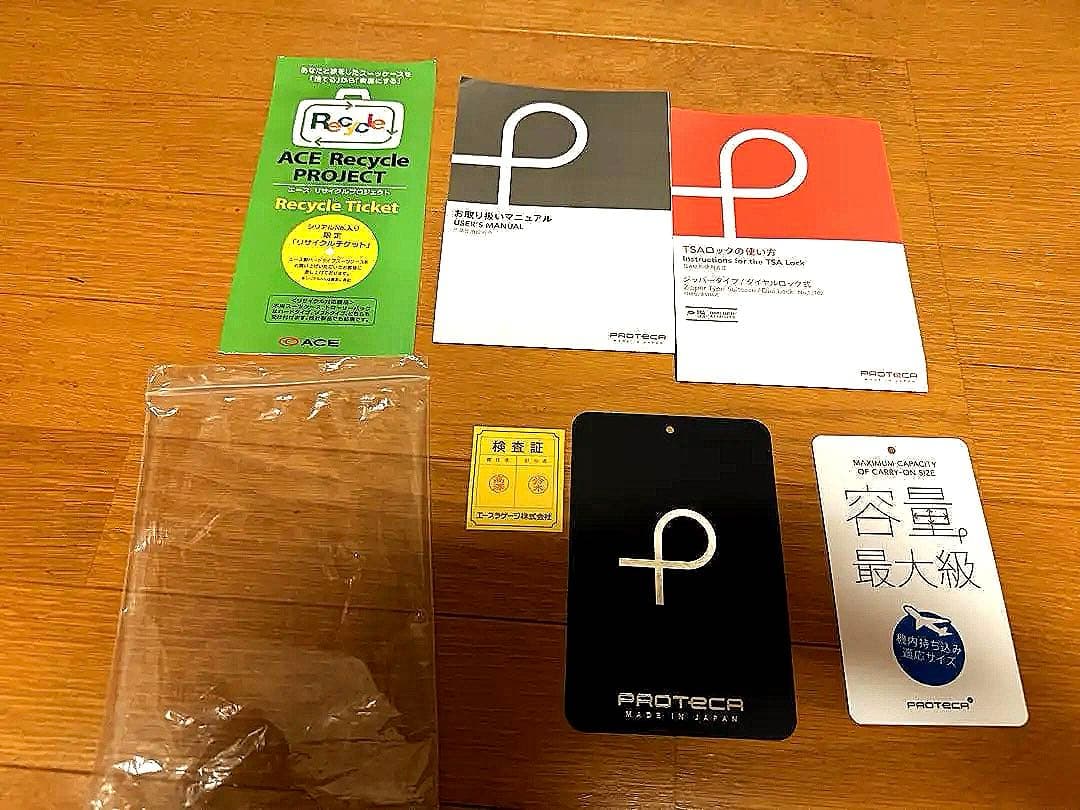 あなたと旅をしたスーツケースを
「捨てる」から「資源にする」
Recycle
ACE Recycle
PROJECT
エース リサイクルプロジェクト
Recycle Ticket
シリアルNo.入り
限定
「リサイクルチケット」
ACE
お取り扱いマニュアル
USER'S MANUAL
PROTECA
MADE IN JAPAN
TSAロックの使い方
Instructions for the TSA Lock
ジッパータイプ / ダイヤルロック式
Zipper Type Suitcase / Dial Lock
PROTECA
MADE IN JAPAN
検査証
エースラゲージ株式会社
PROTECA
MADE IN JAPAN
MAXIMUM CAPACITY
OF CARRY-ON SIZE
容量
最大級
機内持ち込み
適応サイズ
PROTECA